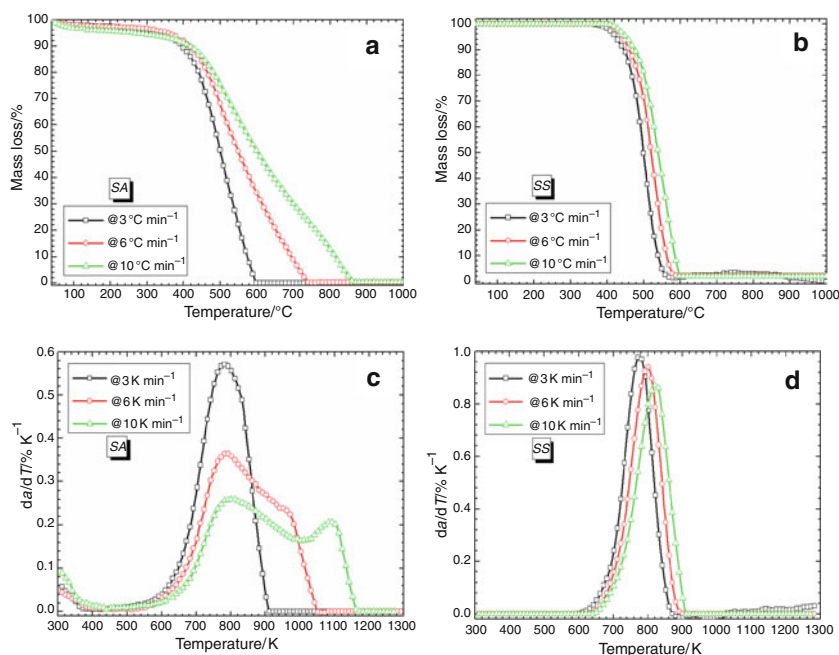 a
Mass loss/%
100
90
80
70
60
50
40
30
20
10
0
SA
@3 °C min−1
@6 °C min−1
@10 °C min−1
100 200 300 400 500 600 700 800 900 1000
Temperature/°C
b
Mass loss/%
100
90
80
70
60
50
40
30
20
10
0
SS
@3 °C min−1
@6 °C min−1
@10 °C min−1
100 200 300 400 500 600 700 800 900 1000
Temperature/°C
c
da/dT/% K−1
0.6
0.5
0.4
0.3
0.2
0.1
0.0
@3 K min−1
@6 K min−1
@10 K min−1
SA
300 400 500 600 700 800 900 1000 1100 1200 1300
Temperature/K
d
da/dT/% K−1
1.0
0.8
0.6
0.4
0.2
0.0
@3 K min−1
@6 K min−1
@10 K min−1
SS
300 400 500 600 700 800 900 1000 1100 1200 1300
Temperature/K